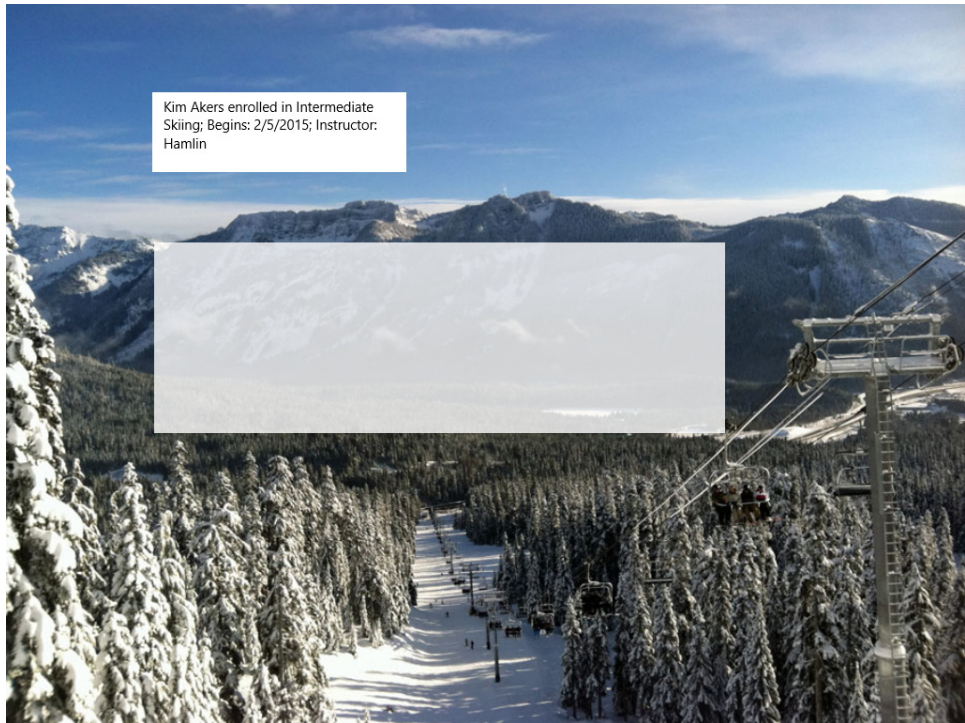 Kim Akers enrolled in Intermediate
Skiing; Begins: 2/5/2015; Instructor:
Hamlin